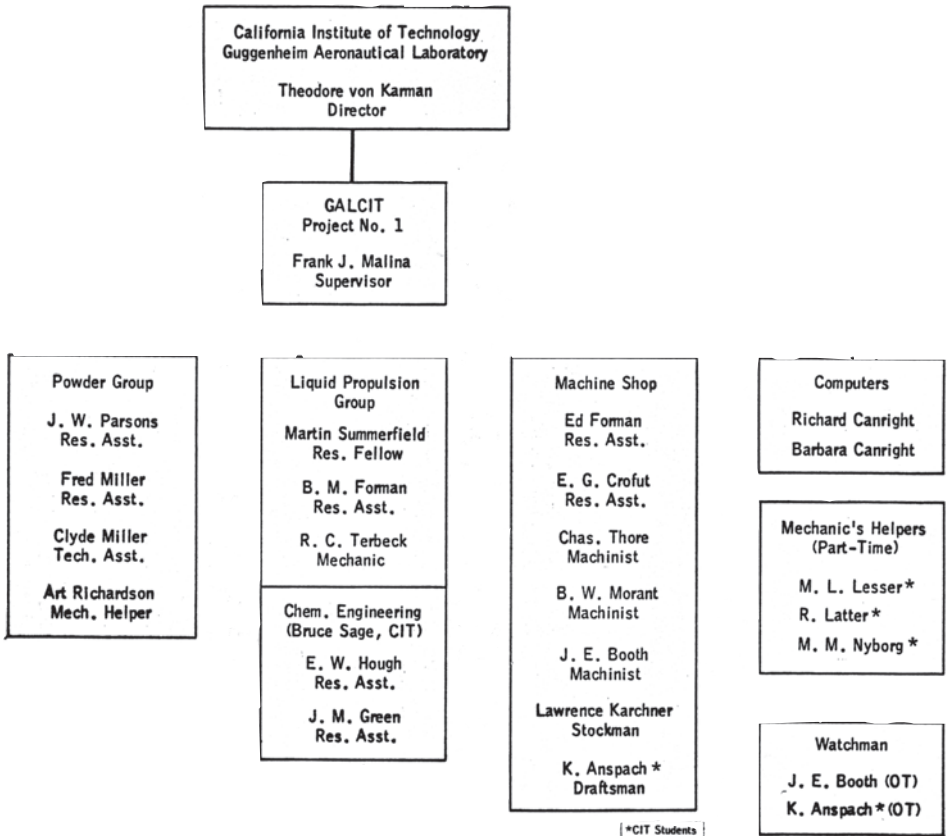 California Institute of Technology
Guggenheim Aeronautical Laboratory
Theodore von Karman
Director
GALCIT
Project No. 1
Frank J. Malina
Supervisor
Powder Group
J. W. Parsons
Res. Asst.
Fred Miller
Res. Asst.
Clyde Miller
Tech. Asst.
Art Richardson
Mech. Helper
Liquid Propulsion
Group
Martin Summerfield
Res. Fellow
B. M. Forman
Res. Asst.
R. C. Terbeck
Mechanic
Chem. Engineering
(Bruce Sage, CIT)
E. W. Hough
Res. Asst.
J. M. Green
Res. Asst.
Machine Shop
Ed Forman
Res. Asst.
E. G. Crofut
Res. Asst.
Chas. Thore
Machinist
B. W. Morant
Machinist
J. E. Booth
Machinist
Lawrence Karchner
Stockman
K. Anspach *
Draftsman
Computers
Richard Canright
Barbara Canright
Mechanic's Helpers
(Part-Time)
M. L. Lesser *
R. Latter *
M. M. Nyborg *
Watchman
J. E. Booth (OT)
K. Anspach * (OT)
*CIT Students